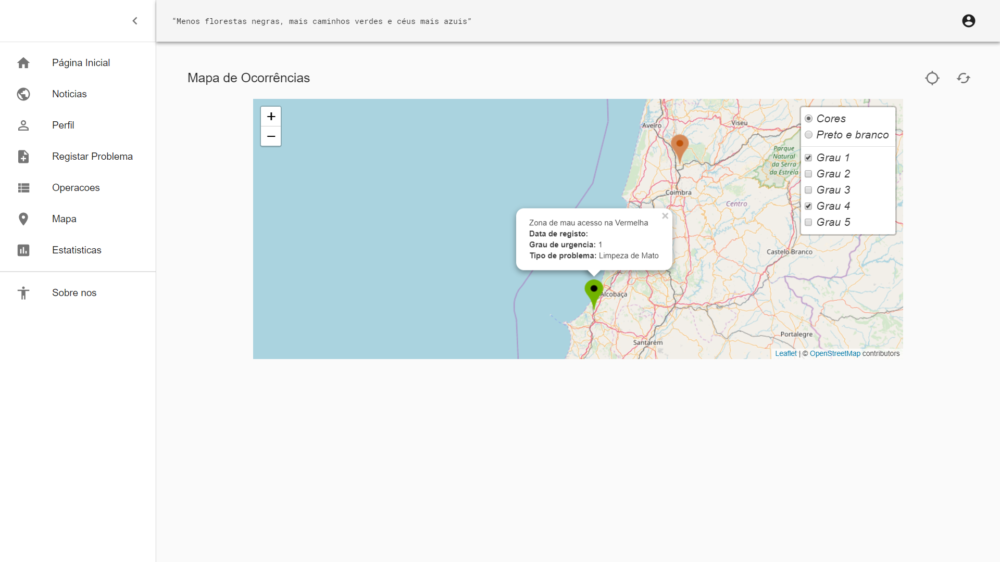 “Menos florestas negras, mais caminhos verdes e céus mais azuis”
Página Inicial
Noticias
Perfil
Registar Problema
Operacoes
Mapa
Estatisticas
Sobre nos
Mapa de Ocorrências
+
−
Aveiro
Viseu
Parque
Natural
da Serra
da Estrela
Coimbra
Centro
Castelo Branco
Alcobaça
Portalegre
Santarém
Cores
Preto e branco
Grau 1
Grau 2
Grau 3
Grau 4
Grau 5
×
Zona de mau acesso na Vermelha
Data de registo:
Grau de urgencia: 1
Tipo de problema: Limpeza de Mato
Leaflet | © OpenStreetMap contributors